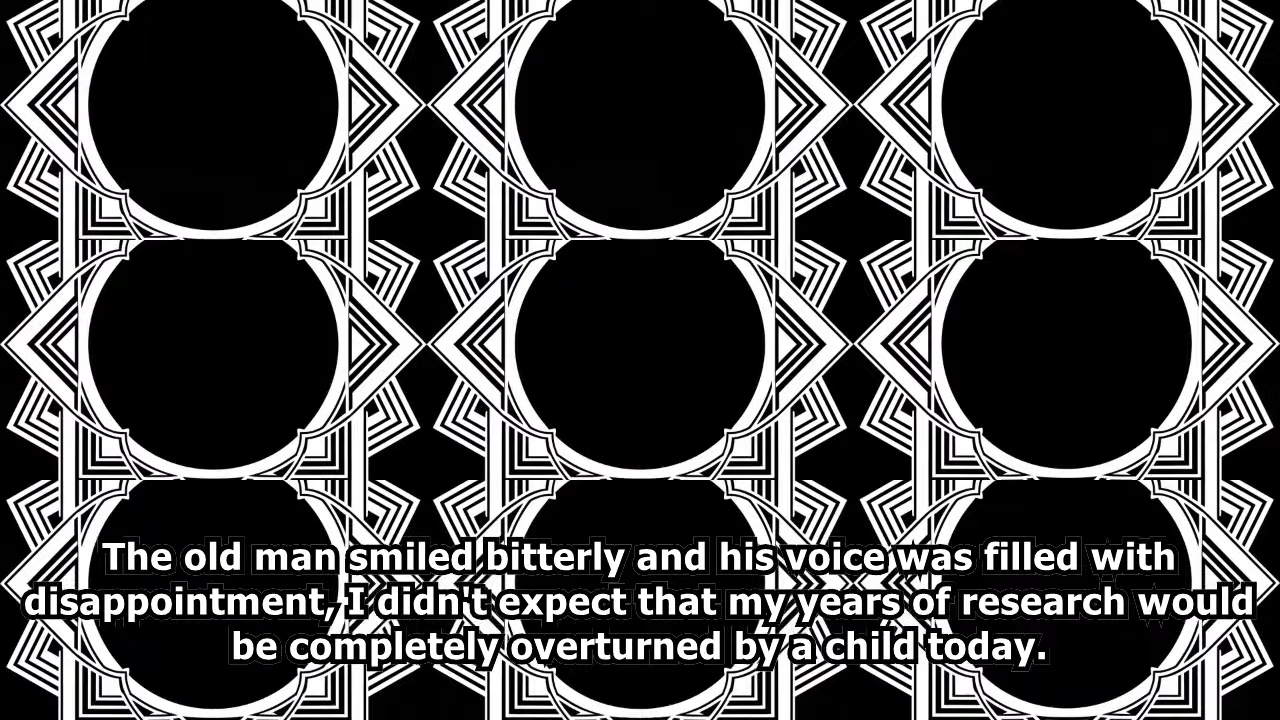 The old man smiled bitterly and his voice was filled with
disappointment, I didn't expect that my years of research would
be completely overturned by a child today.